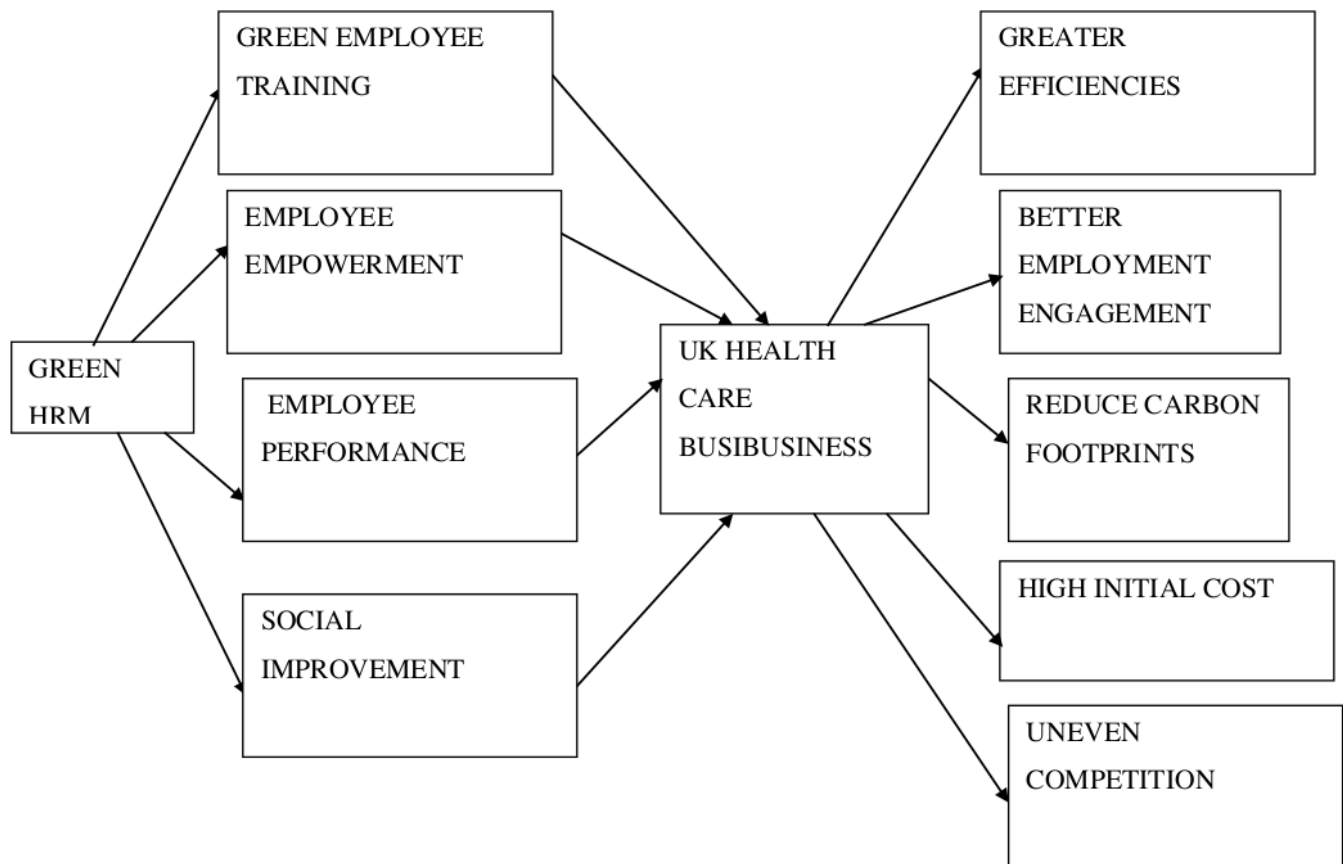 GREEN EMPLOYEE
TRAINING
EMPLOYEE
EMPOWERMENT
GREEN
HRM
EMPLOYEE
PERFORMANCE
SOCIAL
IMPROVEMENT
UK HEALTH
CARE
BUSIBUSINESS
GREATER
EFFICIENCIES
BETTER
EMPLOYMENT
ENGAGEMENT
REDUCE CARBON
FOOTPRINTS
HIGH INITIAL COST
UNEVEN
COMPETITION